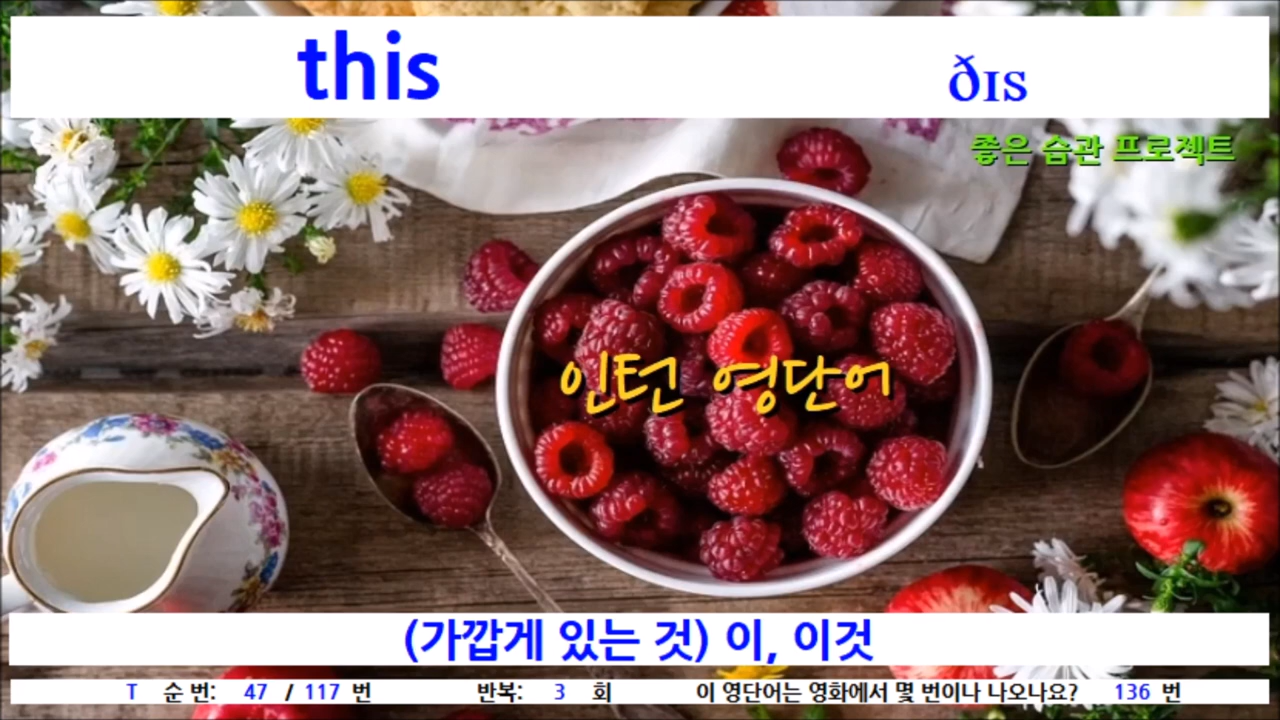 this ðɪs
좋은 습관 프로젝트
인턴 영단어
(가깝게 있는 것) 이, 이것
T 순 번: 47 / 117 번 반복: 3 회 이 영단어는 영화에서 몇 번이나 나오나요? 136 번